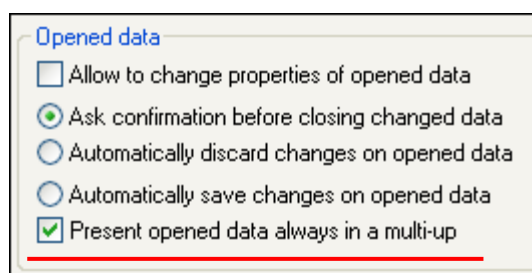 Opened data
Allow to change properties of opened data
Ask confirmation before closing changed data
Automatically discard changes on opened data
Automatically save changes on opened data
Present opened data always in a multi-up